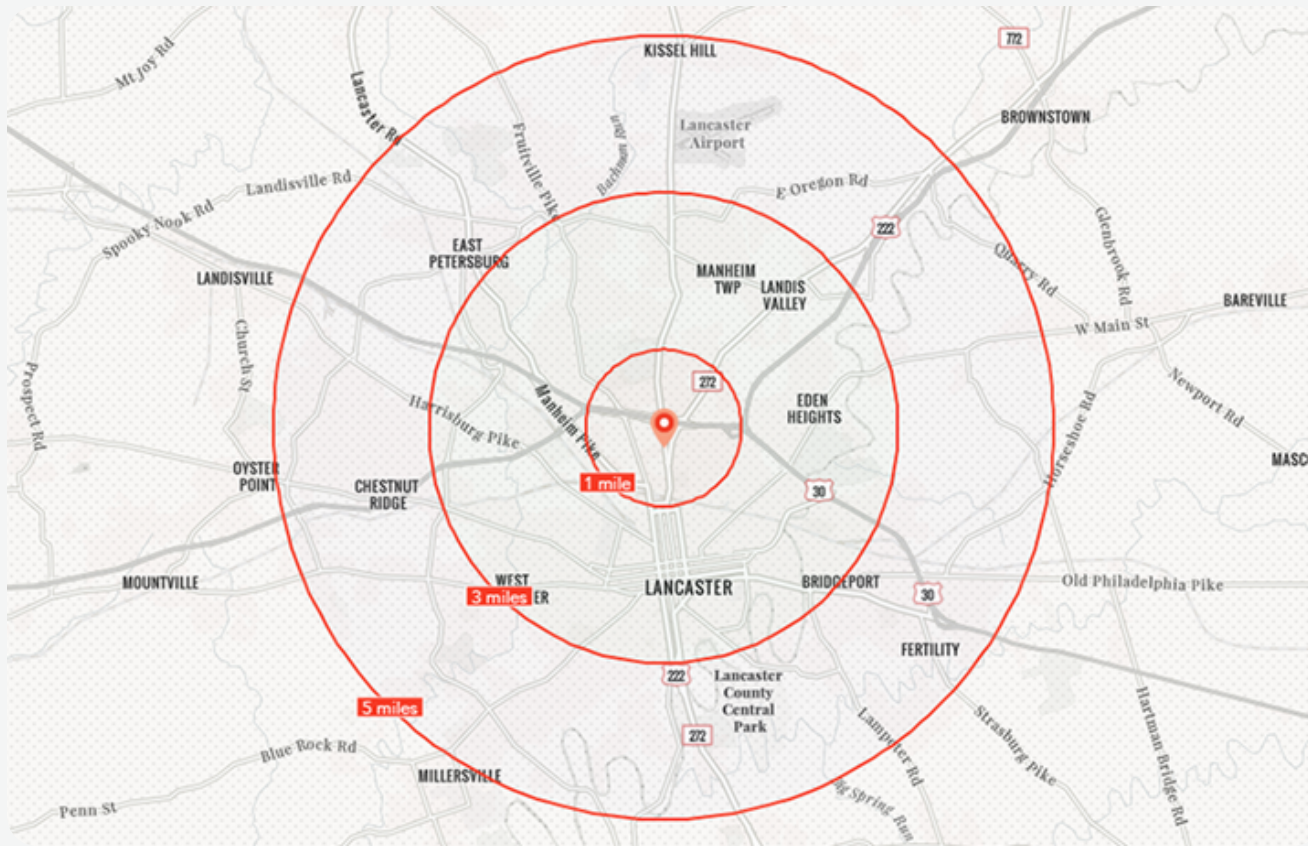 KISSEL HILL
772
Mt Joy Rd
Lancaster Rd
Fruitville Pike
Bachman Run
Lancaster
Airport
BROWNSTOWN
Landisville Rd
E Oregon Rd
Spooky Nook Rd
222
Glenbrook Rd
EAST
PETERSBURG
Quarry Rd
LANDISVILLE
MANHEIM
TWP
LANDIS
VALLEY
BAREVILLE
W Main St
Church St
Prospect Rd
272
Manheim Pike
Harrisburg Pike
EDEN
HEIGHTS
Newport Rd
Horseshoe Rd
MASC
OYSTER
POINT
CHESTNUT
RIDGE
1 mile
30
MOUNTVILLE
WEST
3 miles
ER
LANCASTER
BRIDGEPORT
Old Philadelphia Pike
30
FERTILITY
222
Lancaster
County
Central
Park
5 miles
272
Blue Rock Rd
MILLERSVILLE
Lampeter Rd
Strasburg Pike
Hartman Bridge Rd
Spring Run
Penn St